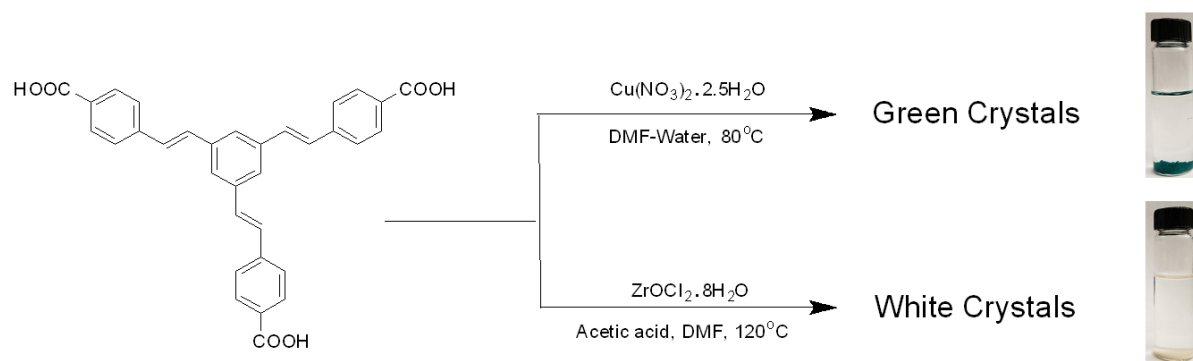 HOOC
COOH
COOH
Cu(NO₃)₂.2.5H₂O
DMF-Water, 80°C
Green Crystals
ZrOCl₂.8H₂O
Acetic acid, DMF, 120°C
White Crystals